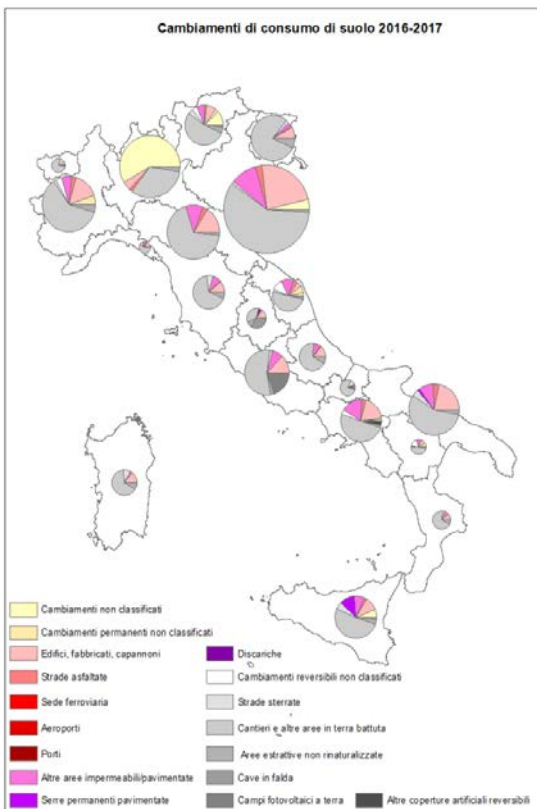 Cambiamenti di consumo di suolo 2016-2017
Cambiamenti non classificati
Cambiamenti permanenti non classificati
Edifici, fabbricati, capannoni
Strade asfaltate
Sede ferroviaria
Aeroporti
Porti
Altre aree impermeabili/pavimentate
Serre permanenti pavimentate
Discariche
Cambiamenti reversibili non classificati
Strade sterrate
Cantieri e altre aree in terra battuta
Aree estrattive non rinaturalizzate
Cave in falda
Campi fotovoltaici a terra
Altre coperture artificiali reversibili